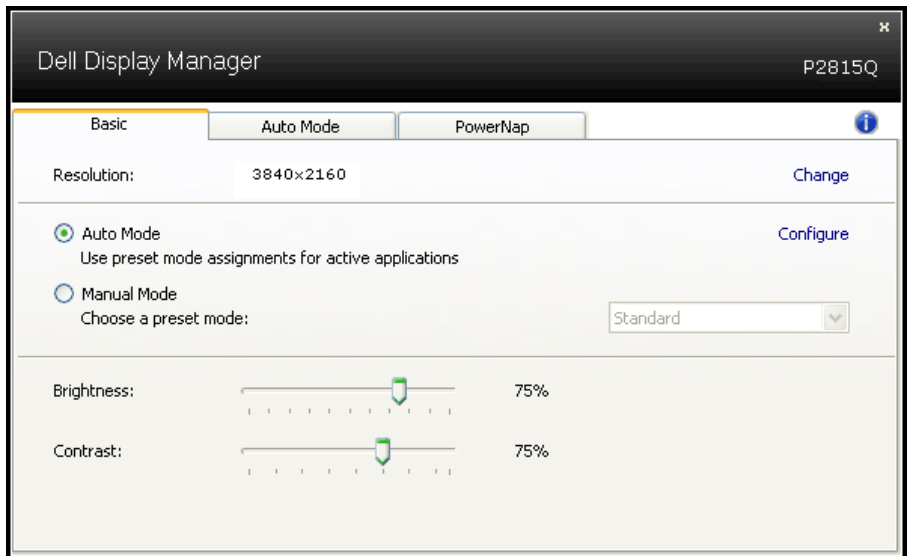 Dell Display Manager
P2815Q
Basic
Auto Mode
PowerNap
Resolution:
3840x2160
Change
Auto Mode
Configure
Use preset mode assignments for active applications
Manual Mode
Choose a preset mode:
Standard
Brightness:
75%
Contrast:
75%